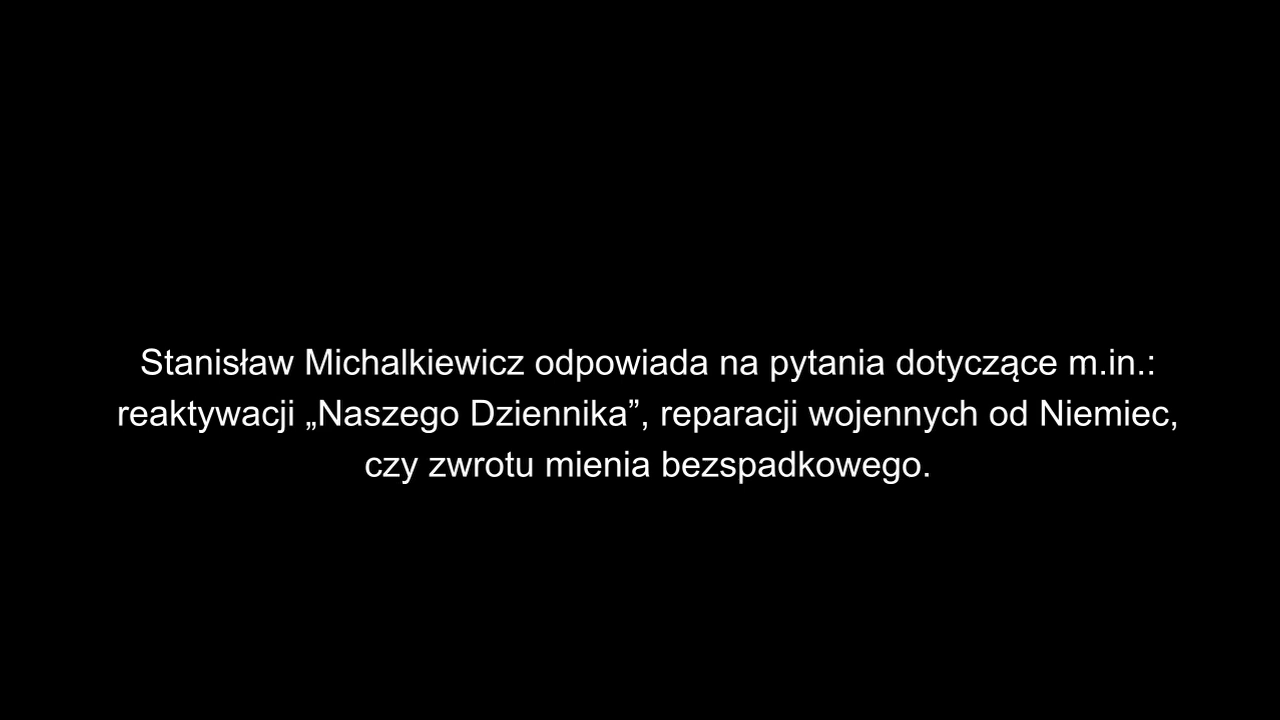 Stanisław Michalkiewicz odpowiada na pytania dotyczące m.in.:
reaktywacji „Naszego Dziennika”, reparacji wojennych od Niemiec,
czy zwrotu mienia bezspadkowego.